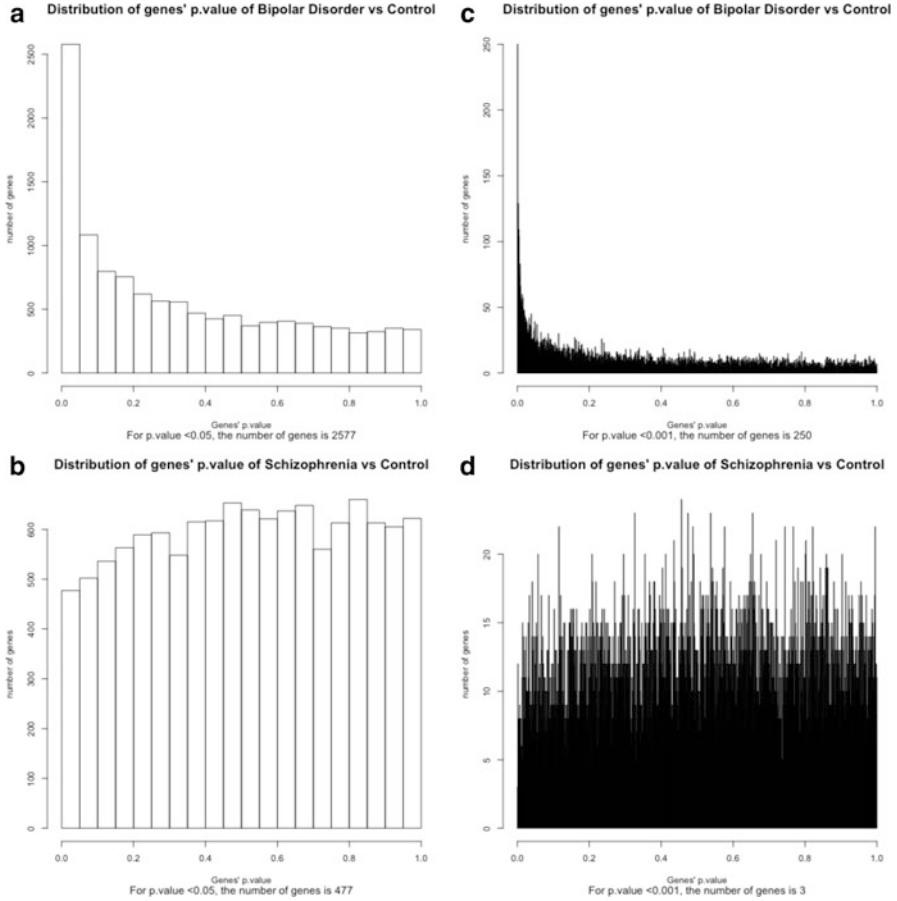 a
Distribution of genes' p.value of Bipolar Disorder vs Control
number of genes
2500
2000
1500
1000
500
0
0.0 0.2 0.4 0.6 0.8 1.0
Genes' p.value
For p.value <0.05, the number of genes is 2577
c
Distribution of genes' p.value of Bipolar Disorder vs Control
number of genes
250
200
150
100
50
0
0.0 0.2 0.4 0.6 0.8 1.0
Genes' p.value
For p.value <0.001, the number of genes is 250
b
Distribution of genes' p.value of Schizophrenia vs Control
number of genes
600
500
400
300
200
100
0
0.0 0.2 0.4 0.6 0.8 1.0
Genes' p.value
For p.value <0.05, the number of genes is 477
d
Distribution of genes' p.value of Schizophrenia vs Control
number of genes
20
15
10
5
0
0.0 0.2 0.4 0.6 0.8 1.0
Genes' p.value
For p.value <0.001, the number of genes is 3